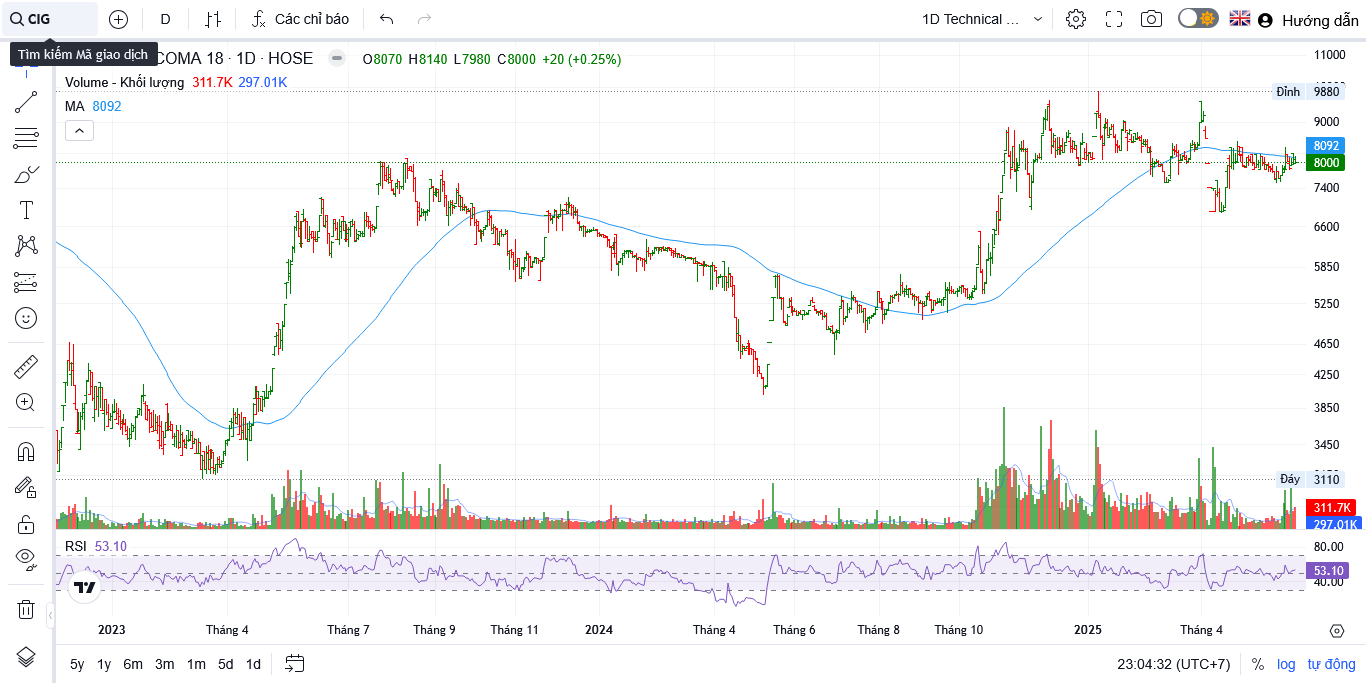 CIG D Các chỉ báo 1D Technical ... Hướng dẫn
Tìm kiếm Mã giao dịch
COMA 18 · 1D · HOSE O8070 H8140 L7980 C8000 +20 (+0.25%)
Volume - Khối lượng 311.7K 297.01K
MA 8092
11000
Đỉnh 9880
9000
8092
8000
7400
6600
5850
5250
4650
4250
3850
3450
Đáy 3110
311.7K
297.01K
RSI 53.10
80.00
53.10
40.00
2023 Tháng 4 Tháng 7 Tháng 9 Tháng 11 2024 Tháng 4 Tháng 6 Tháng 8 Tháng 10 2025 Tháng 4
5y 1y 6m 3m 1m 5d 1d 23:04:32 (UTC+7) % log tự động